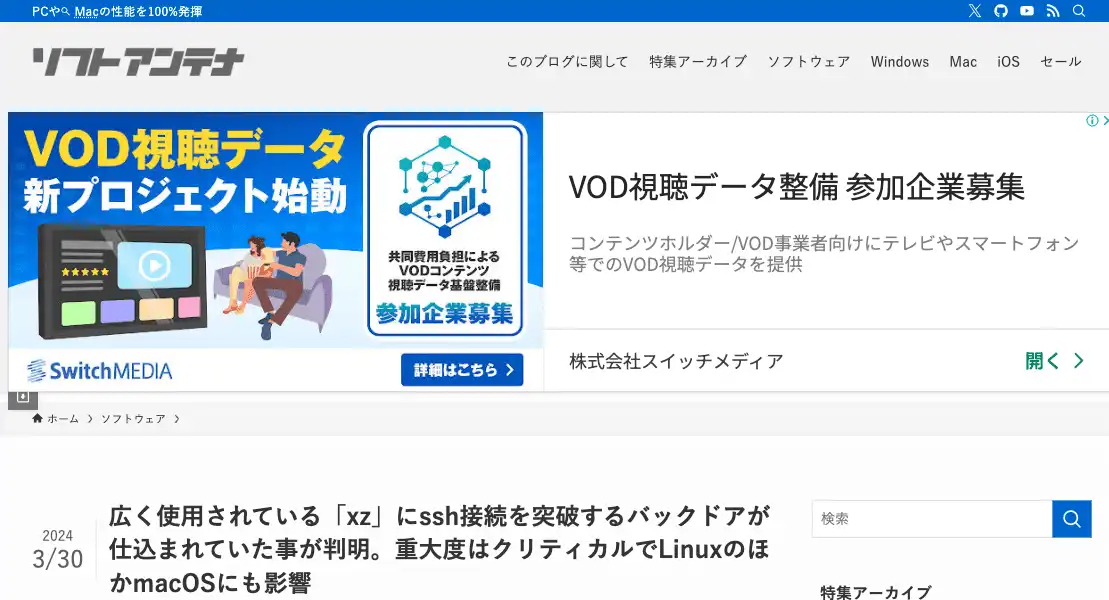 PCや Macの性能を100%発揮
ソフトアンテナ
このブログに関して 特集アーカイブ ソフトウェア Windows Mac iOS セール
VOD視聴データ
新プロジェクト始動
共同費用負担による
VODコンテンツ
視聴データ基盤整備
参加企業募集
SwitchMEDIA
詳細はこちら
VOD視聴データ整備 参加企業募集
コンテンツホルダー/VOD事業者向けにテレビやスマートフォン
等でのVOD視聴データを提供
株式会社スイッチメディア
開く
ホーム ソフトウェア
2024
3/30
広く使用されている「xz」にssh接続を突破するバックドアが
仕込まれていた事が判明。重大度はクリティカルでLinuxのほ
かmacOSにも影響
検索
特集アーカイブ